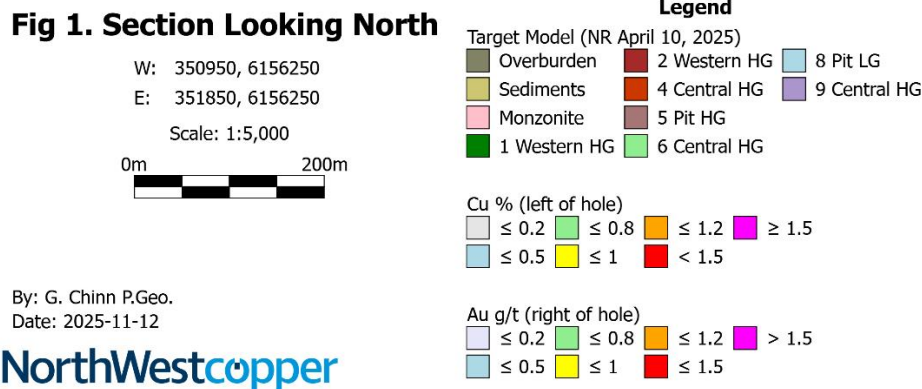 Fig 1. Section Looking North
W: 350950, 6156250
E: 351850, 6156250
Scale: 1:5,000
0m 200m
By: G. Chinn P.Geo.
Date: 2025-11-12
NorthWestcopper
Legend
Target Model (NR April 10, 2025)
Overburden 2 Western HG 8 Pit LG
Sediments 4 Central HG 9 Central HG
Monzonite 5 Pit HG
1 Western HG 6 Central HG
Cu % (left of hole)
≤ 0.2 ≤ 0.8 ≤ 1.2 ≥ 1.5
≤ 0.5 ≤ 1 < 1.5
Au g/t (right of hole)
≤ 0.2 ≤ 0.8 ≤ 1.2 > 1.5
≤ 0.5 ≤ 1 ≤ 1.5